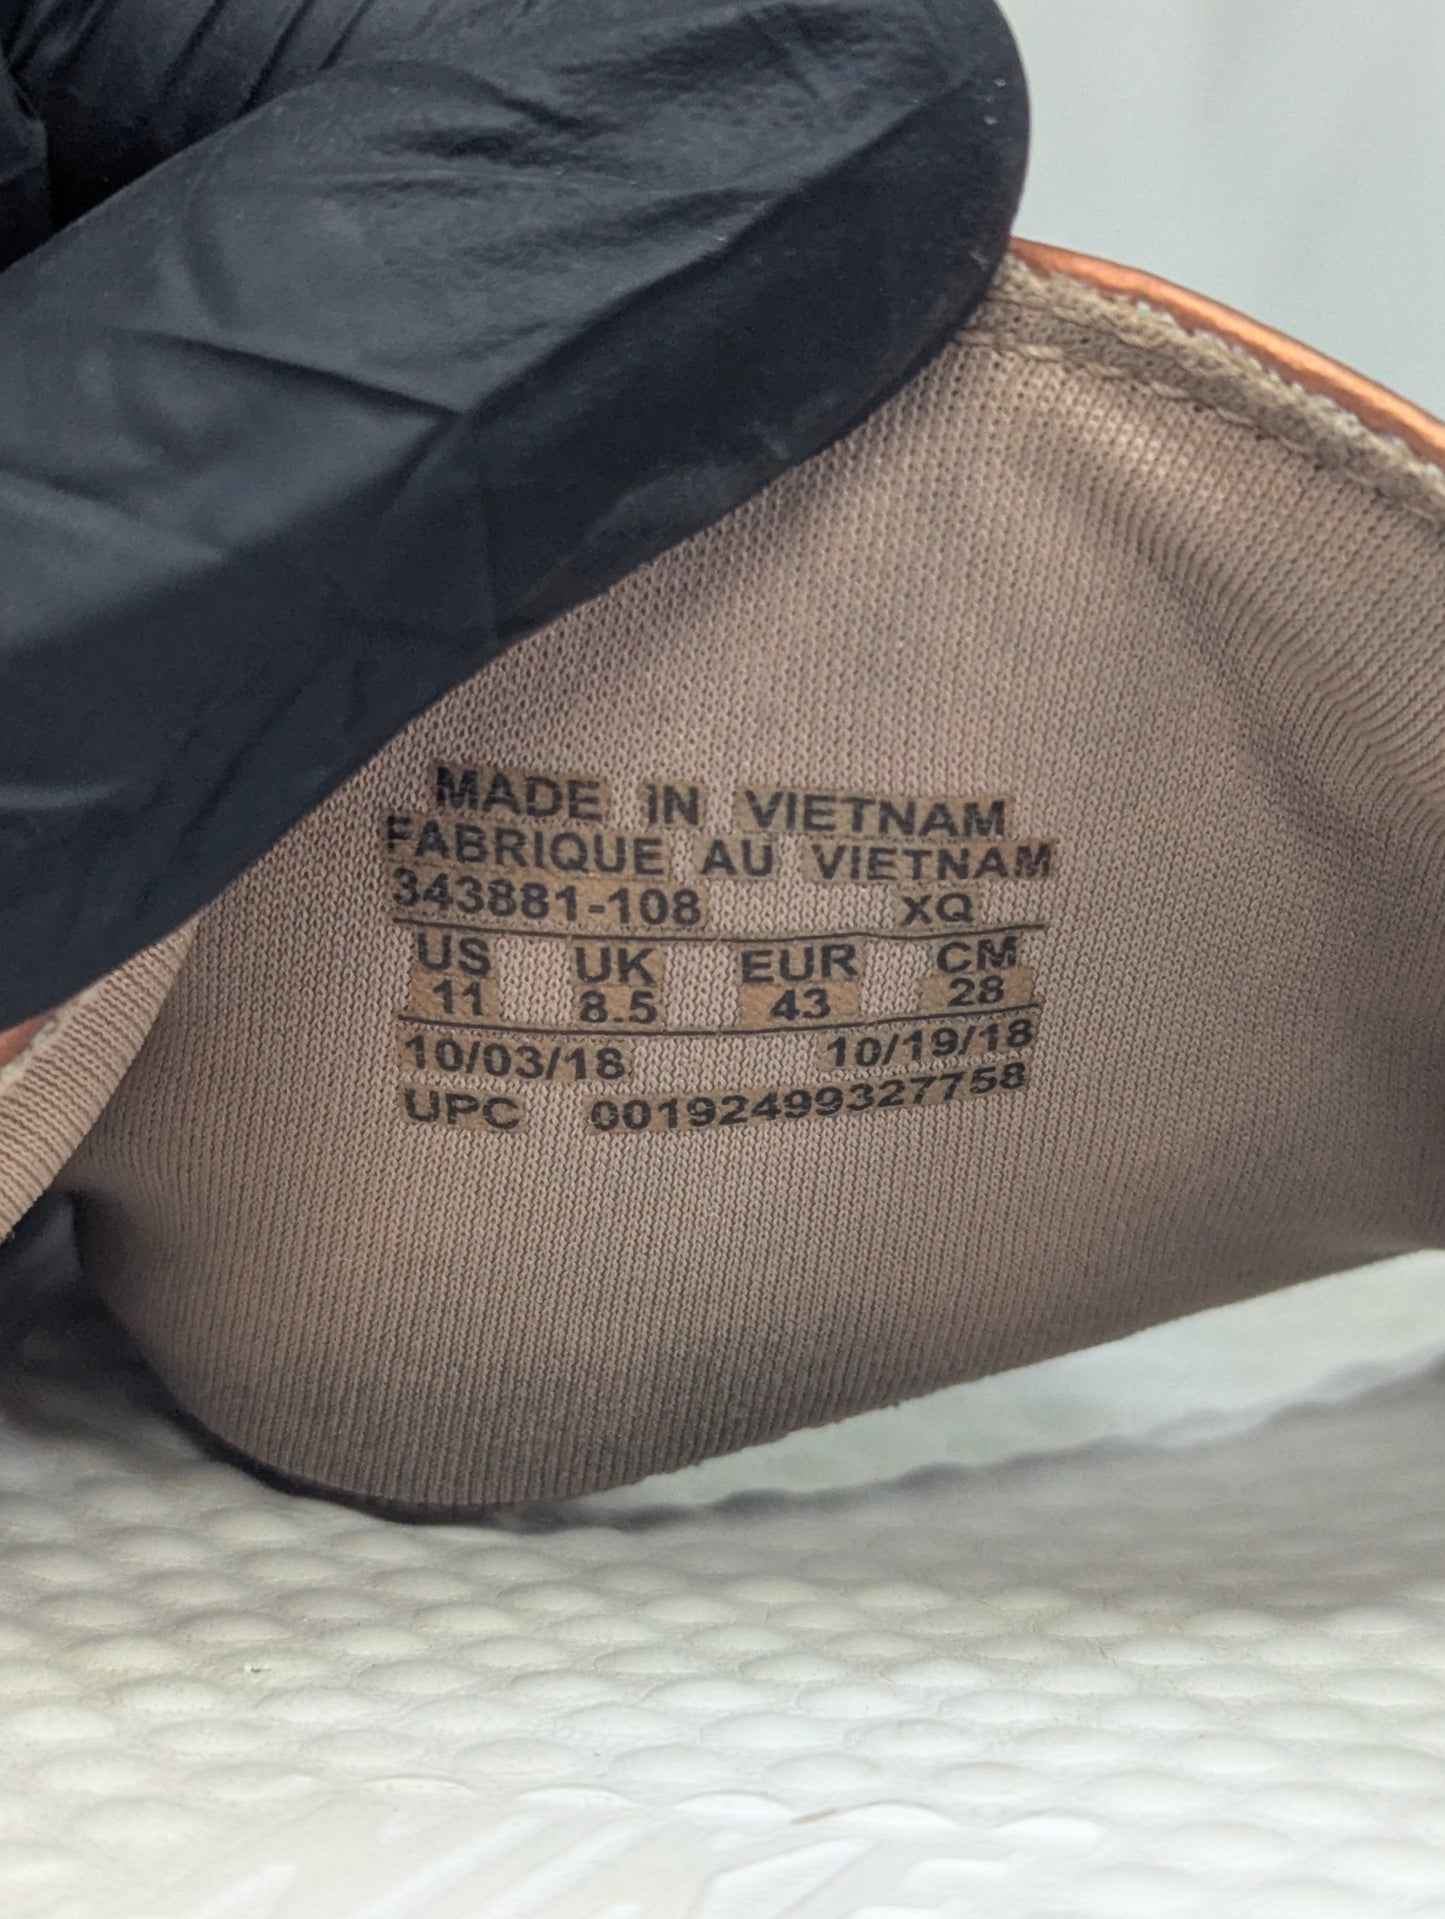 MADE IN VIETNAM
FABRIQUE AU VIETNAM
343881-108 XQ
US UK EUR CM
11 8.5 43 28
10/03/18 10/19/18
UPC 00192499327758